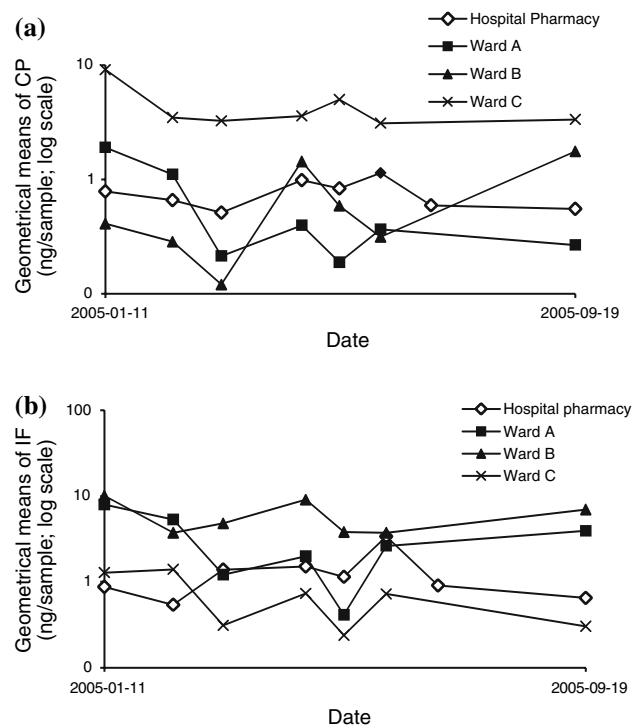 (a)
Hospital Pharmacy
Ward A
Ward B
Ward C
Geometrical means of CP
(ng/sample; log scale)
10
1
0
2005-01-11
2005-09-19
Date
(b)
Hospital pharmacy
Ward A
Ward B
Ward C
Geometrical means of IF
(ng/sample; log scale)
100
10
1
0
2005-01-11
2005-09-19
Date